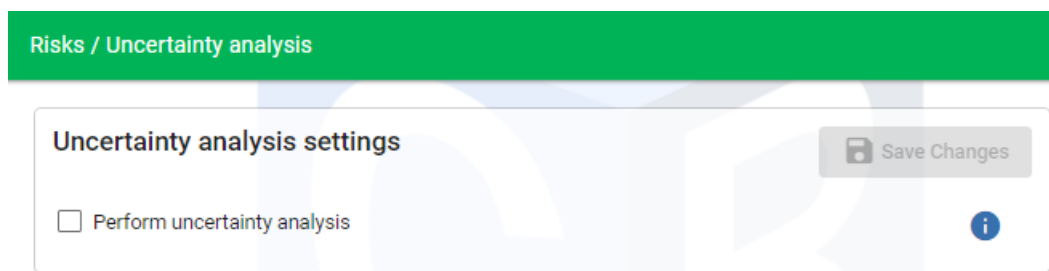 Risks / Uncertainty analysis
Uncertainty analysis settings
Save Changes
Perform uncertainty analysis